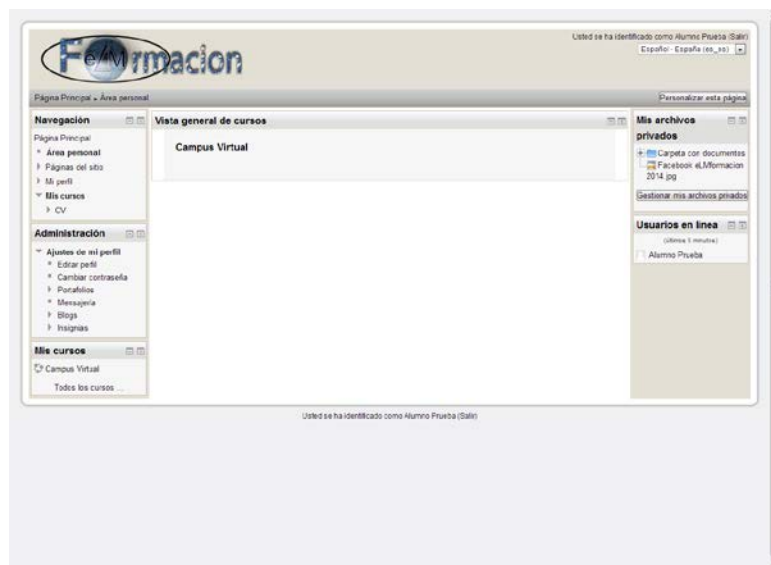 Usted se ha identificado como Alumno Prueba (Salir)
Español - España (es_es)
Fe/Mrmacion
Página Principal ▸ Área personal
Personalizar esta página
Navegación
Página Principal
Área personal
Páginas del sitio
Mi perfil
Mis cursos
CV
Administración
Ajustes de mi perfil
Editar perfil
Cambiar contraseña
Portafolios
Mensajería
Blogs
Insignias
Mis cursos
Campus Virtual
Todos los cursos ...
Vista general de cursos
Campus Virtual
Mis archivos
privados
Carpeta con documentos
Facebook eLMformacion
2014.jpg
Gestionar mis archivos privados
Usuarios en línea
(últimos 5 minutos)
Alumno Prueba
Usted se ha identificado como Alumno Prueba (Salir)